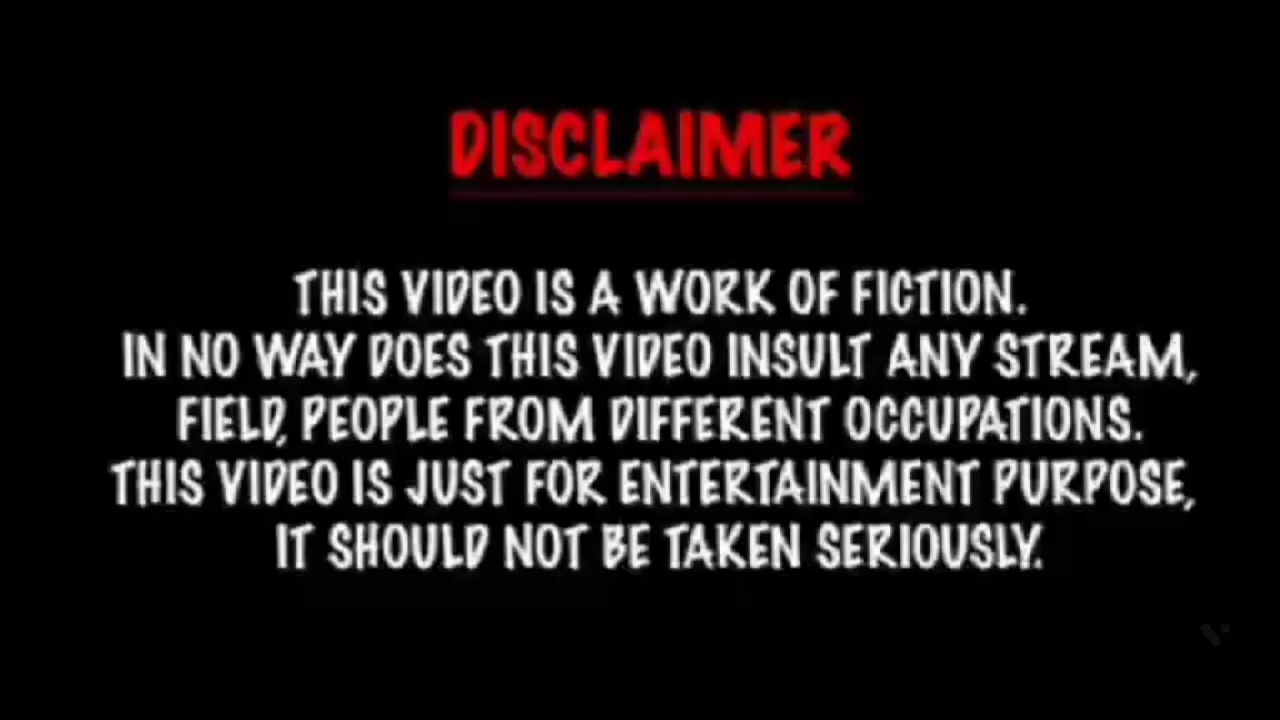 DISCLAIMER
THIS VIDEO IS A WORK OF FICTION.
IN NO WAY DOES THIS VIDEO INSULT ANY STREAM,
FIELD, PEOPLE FROM DIFFERENT OCCUPATIONS.
THIS VIDEO IS JUST FOR ENTERTAINMENT PURPOSE,
IT SHOULD NOT BE TAKEN SERIOUSLY.